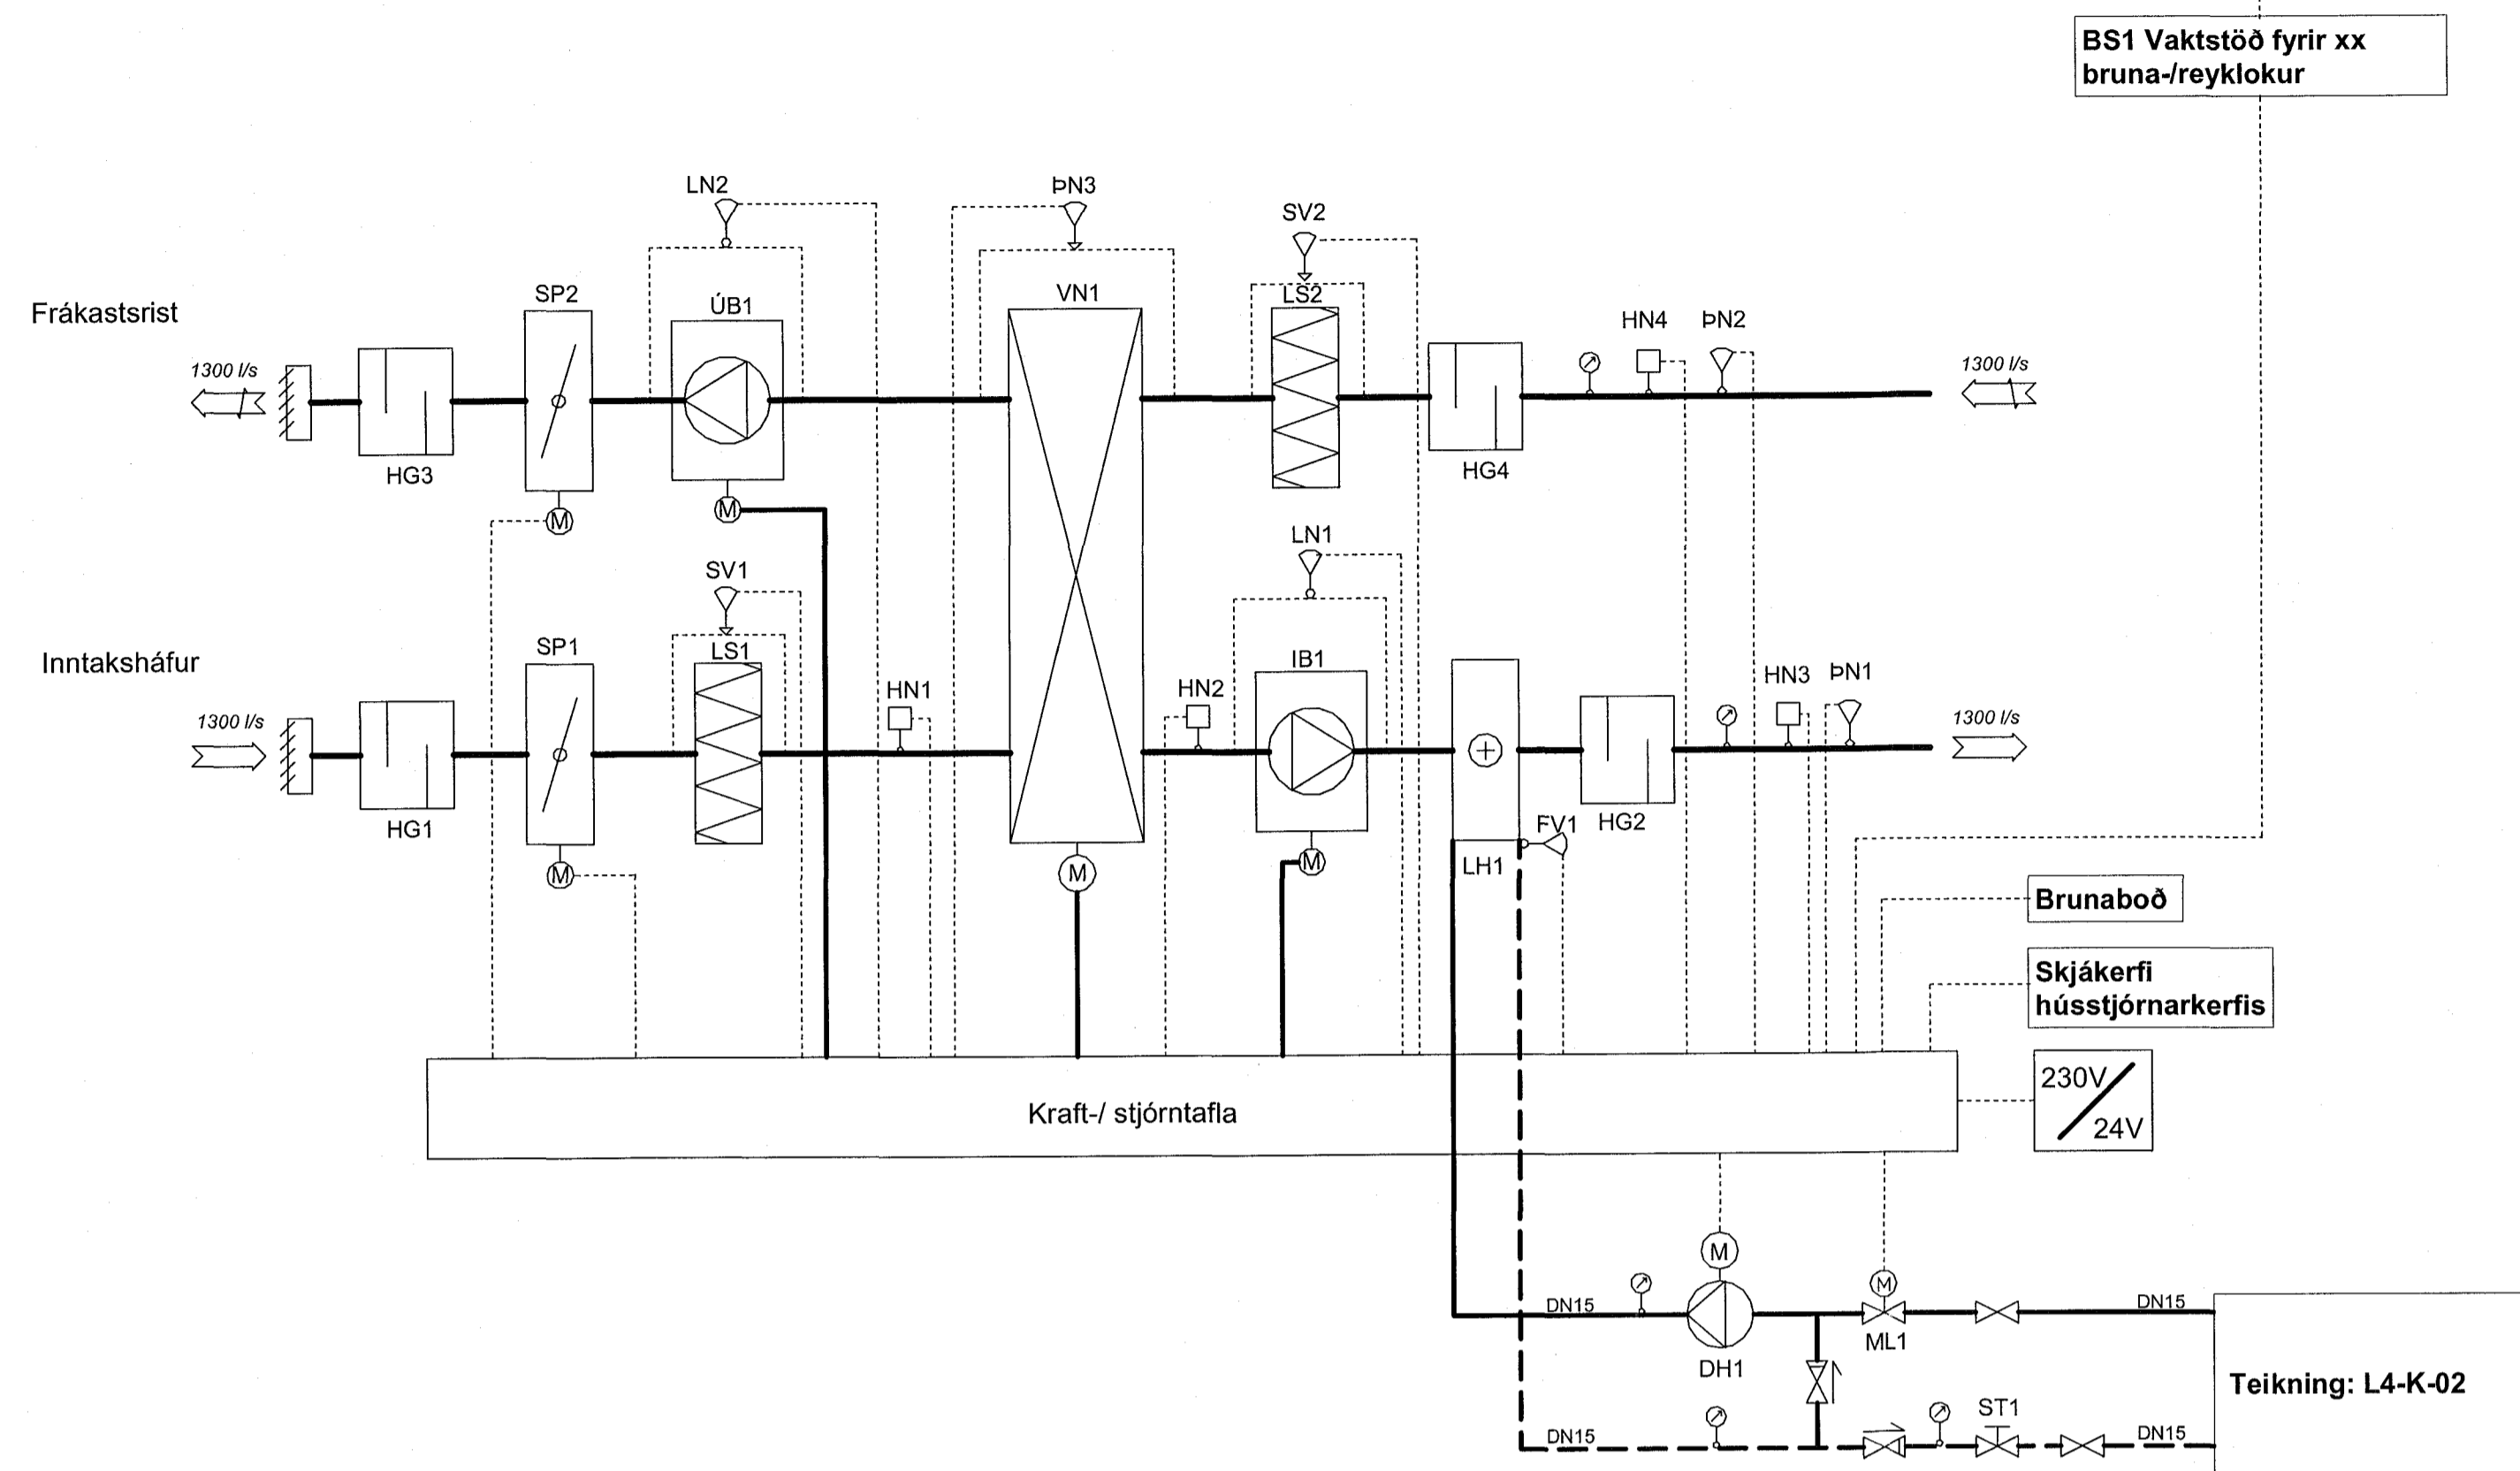 BS1 Vaktstöð fyrir xx
bruna-/reyklokur
LN2
ÞN3
SV2
Frákastsrist
SP2
ÚB1
VN1
LS2
HN4
ÞN2
1300 l/s
1300 l/s
HG3
HG4
M
M
LN1
SV1
Inntaksháfur
SP1
LS1
HN1
HN2
IB1
HN3
ÞN1
1300 l/s
1300 l/s
HG1
HG2
FV1
LH1
M
M
M
Brunaboð
Skjákerfi
hússtjórnarkerfis
Kraft-/ stjórntafla
230V
24V
M
M
DN15
DN15
ML1
DH1
Teikning: L4-K-02
ST1
DN15
DN15